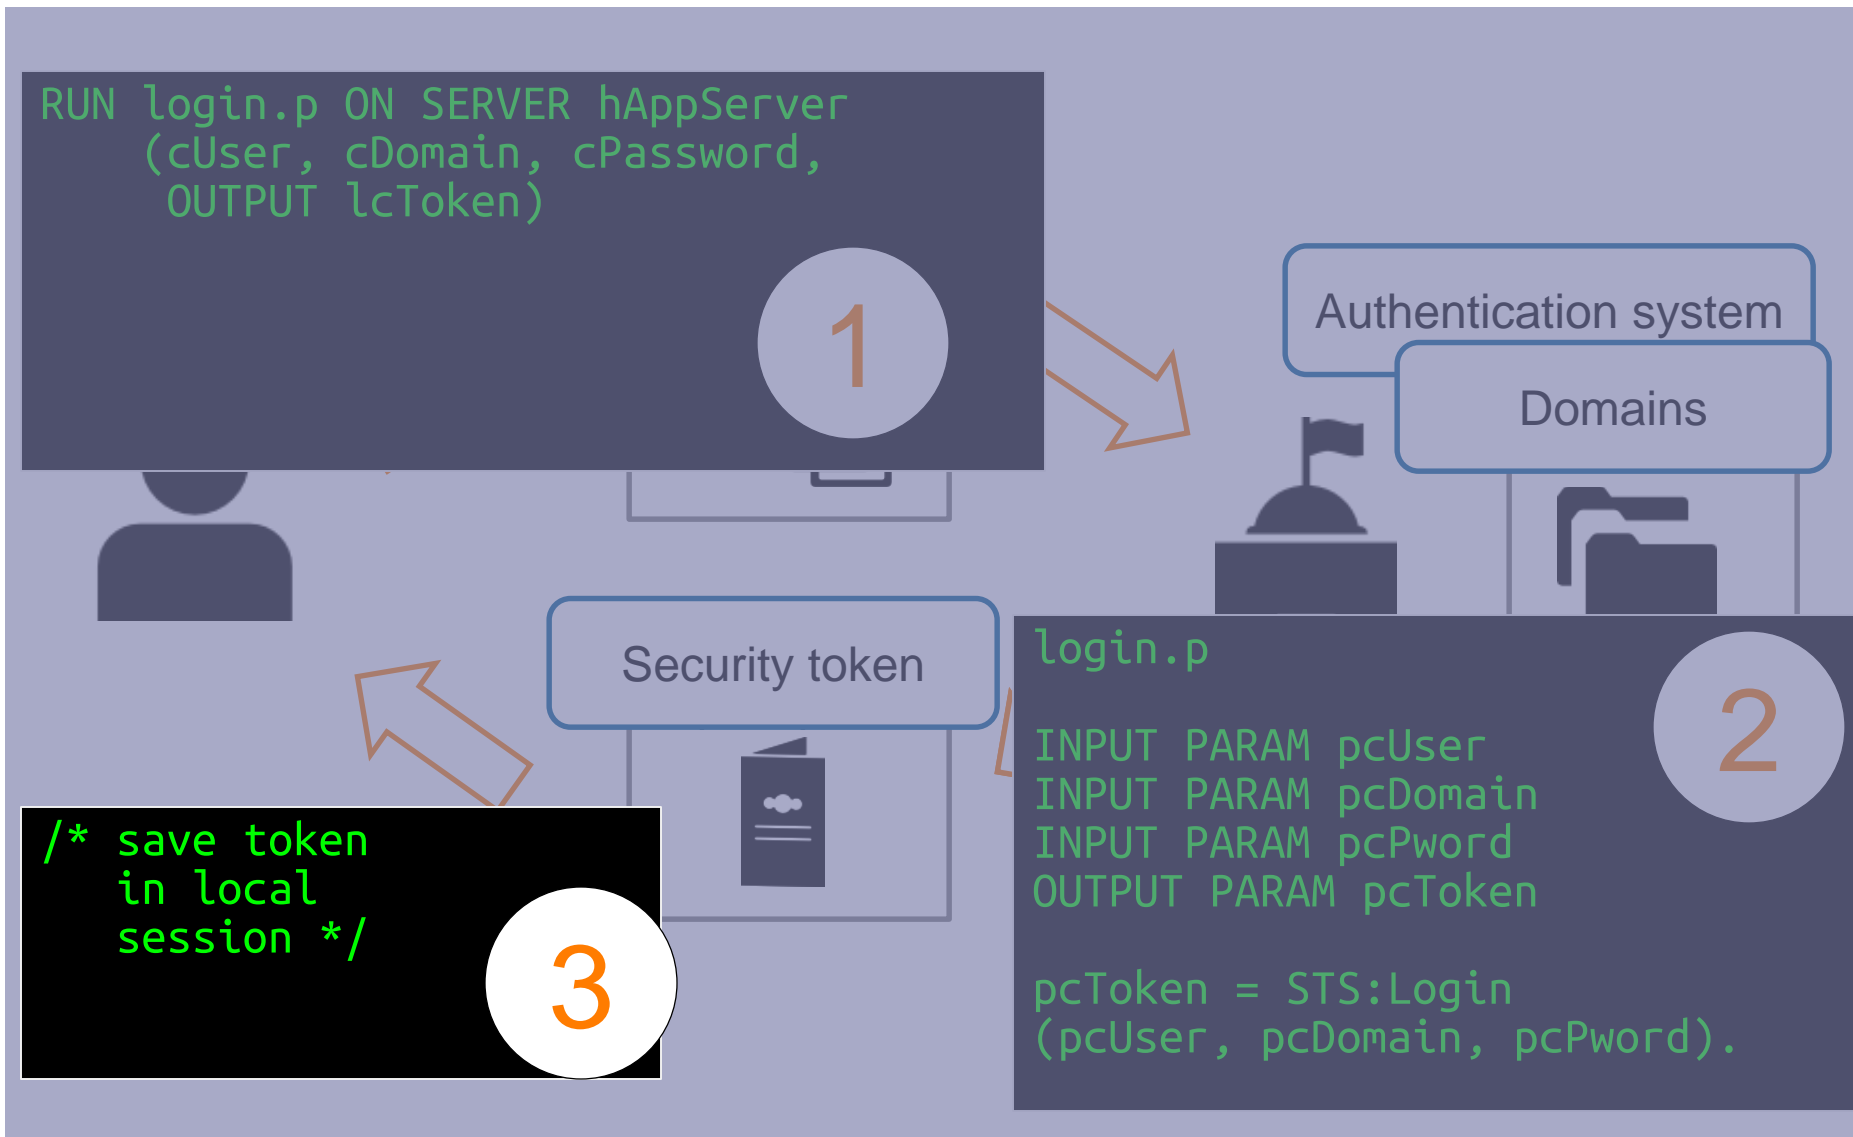 RUN login.p ON SERVER hAppServer
(cUser, cDomain, cPassword,
OUTPUT lcToken)
1
Authentication system
Domains
Security token
login.p
2
INPUT PARAM pcUser
INPUT PARAM pcDomain
INPUT PARAM pcPword
OUTPUT PARAM pcToken
pcToken = STS:Login
(pcUser, pcDomain, pcPword).
/* save token
in local
session */
3